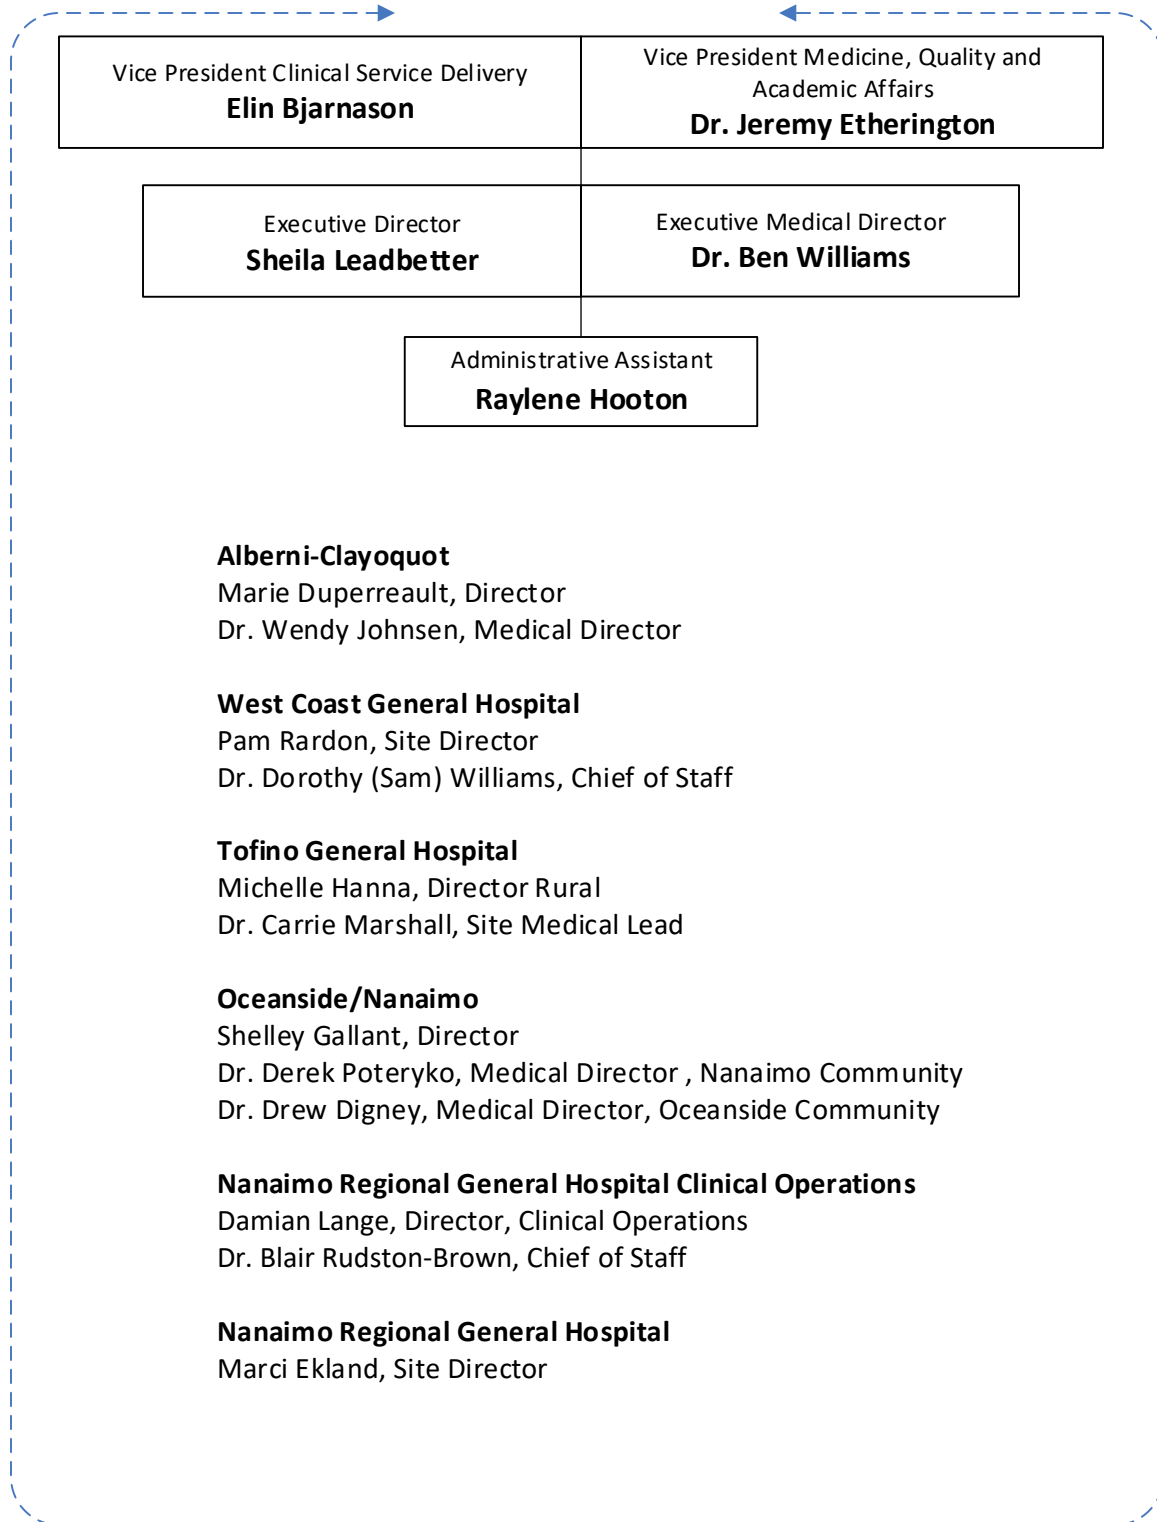 Vice President Clinical Service Delivery
Elin Bjarnason
Vice President Medicine, Quality and
Academic Affairs
Dr. Jeremy Etherington
Executive Director
Sheila Leadbetter
Executive Medical Director
Dr. Ben Williams
Administrative Assistant
Raylene Hooton
Alberni-Clayoquot
Marie Duperreault, Director
Dr. Wendy Johnsen, Medical Director
West Coast General Hospital
Pam Rardon, Site Director
Dr. Dorothy (Sam) Williams, Chief of Staff
Tofino General Hospital
Michelle Hanna, Director Rural
Dr. Carrie Marshall, Site Medical Lead
Oceanside/Nanaimo
Shelley Gallant, Director
Dr. Derek Poteryko, Medical Director , Nanaimo Community
Dr. Drew Digney, Medical Director, Oceanside Community
Nanaimo Regional General Hospital Clinical Operations
Damian Lange, Director, Clinical Operations
Dr. Blair Rudston-Brown, Chief of Staff
Nanaimo Regional General Hospital
Marci Ekland, Site Director